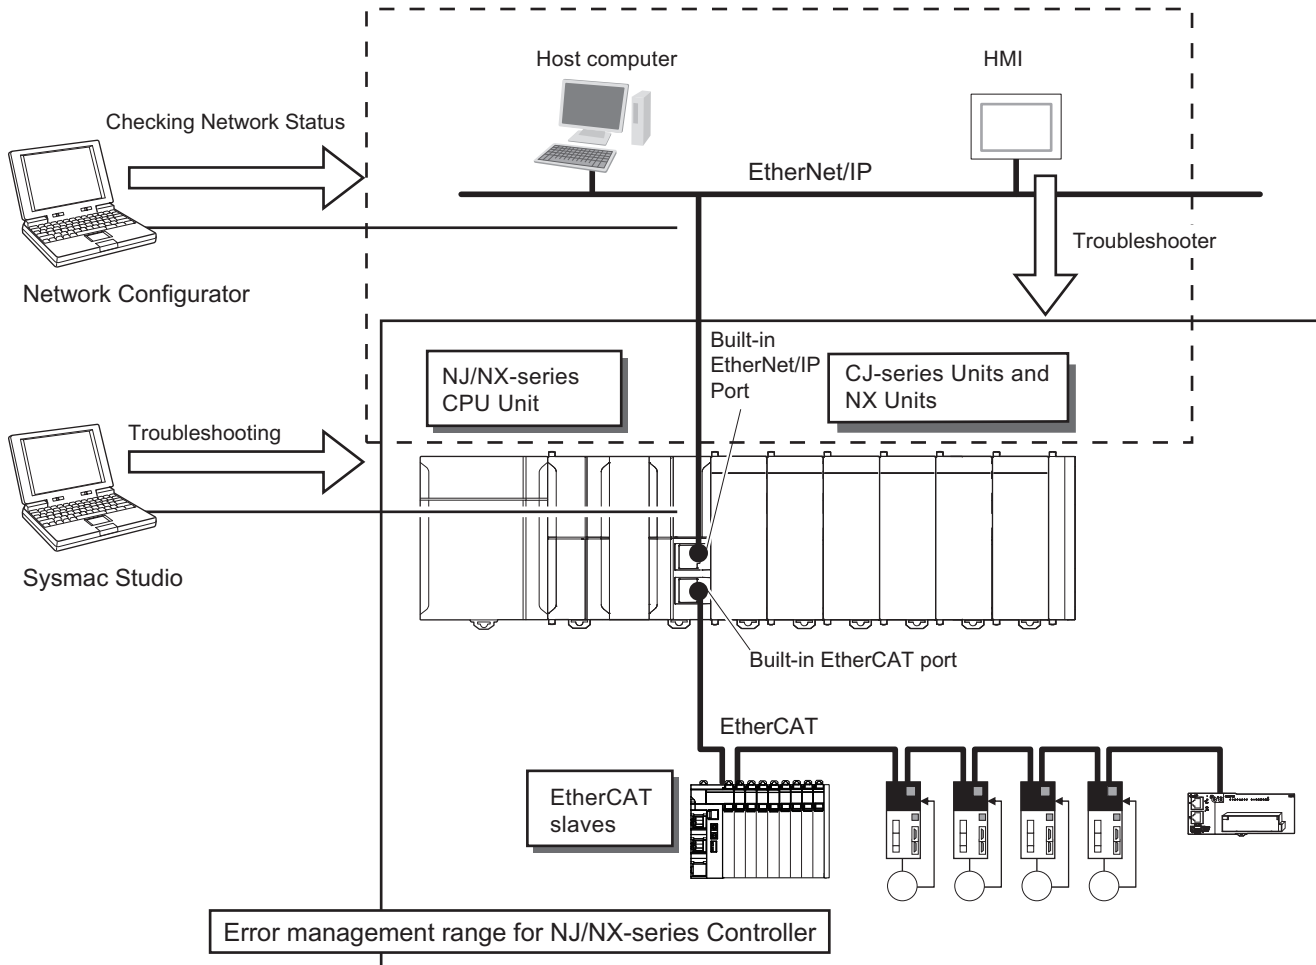 Host computer
HMI
Checking Network Status
EtherNet/IP
Troubleshooter
Network Configurator
Built-in
EtherNet/IP
Port
NJ/NX-series
CPU Unit
CJ-series Units and
NX Units
Troubleshooting
Sysmac Studio
Built-in EtherCAT port
EtherCAT
EtherCAT
slaves
Error management range for NJ/NX-series Controller